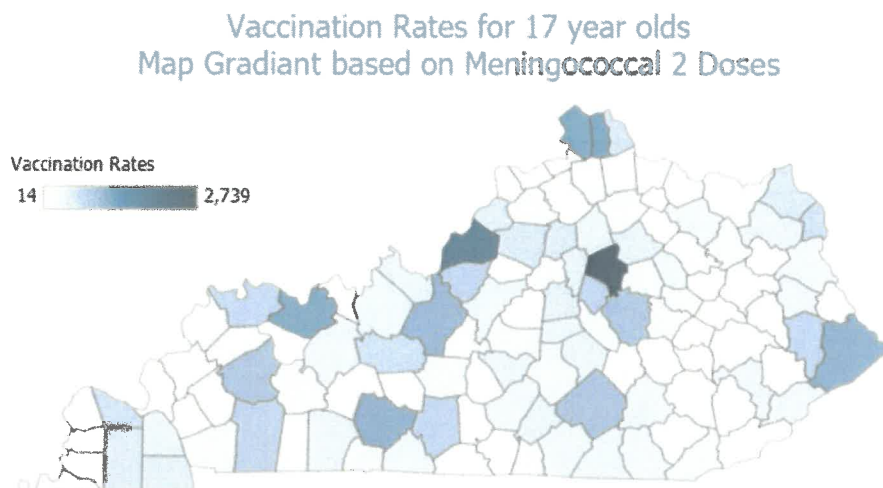 Vaccination Rates for 17 year olds
Map Gradiant based on Meningococcal 2 Doses
Vaccination Rates
14 2,739